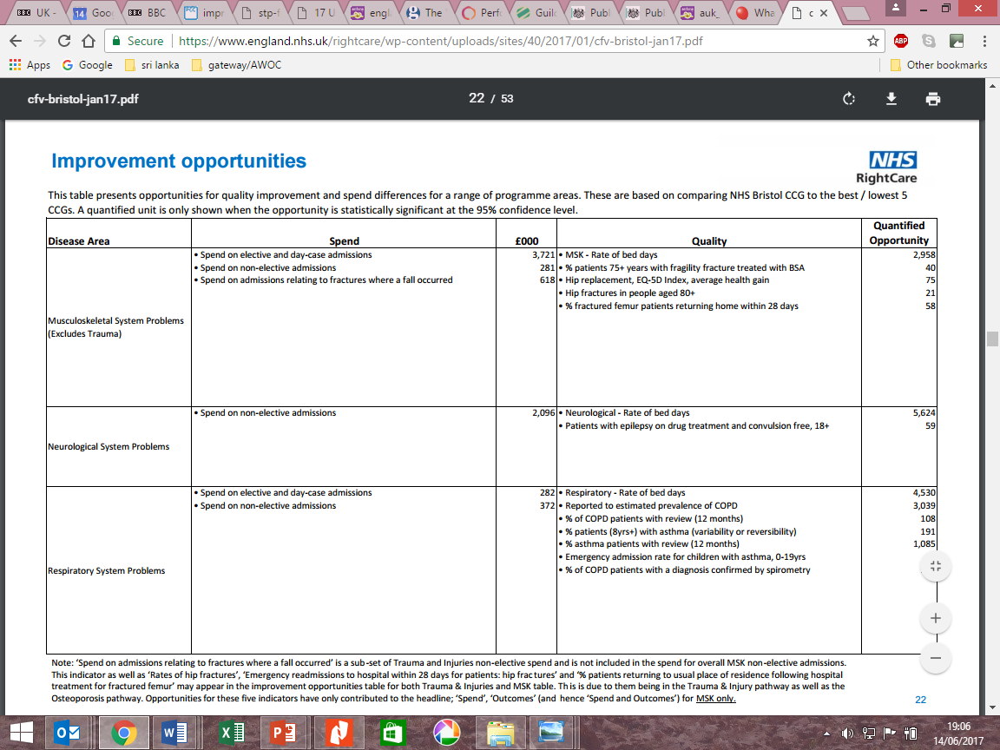 UK -
14 Goo
BBC
impr
stp-f
17 U
engl
The
Perf
Guil
Publ
Publ
auk_
Wha
c
Secure https://www.england.nhs.uk/rightcare/wp-content/uploads/sites/40/2017/01/cfv-bristol-jan17.pdf
ABP
Apps Google sri lanka gateway/AWOC Other bookmarks
cfv-bristol-jan17.pdf 22 / 53
Improvement opportunities
NHS
RightCare
This table presents opportunities for quality improvement and spend differences for a range of programme areas. These are based on comparing NHS Bristol CCG to the best / lowest 5
CCGs. A quantified unit is only shown when the opportunity is statistically significant at the 95% confidence level.
Disease Area Spend £000 Quality Quantified Opportunity
• Spend on elective and day-case admissions 3,721 • MSK - Rate of bed days 2,958
• Spend on non-elective admissions 281 • % patients 75+ years with fragility fracture treated with BSA 40
• Spend on admissions relating to fractures where a fall occurred 618 • Hip replacement, EQ-5D Index, average health gain 75
• Hip fractures in people aged 80+ 21
• % fractured femur patients returning home within 28 days 58
Musculoskeletal System Problems
(Excludes Trauma)
• Spend on non-elective admissions 2,096 • Neurological - Rate of bed days 5,624
• Patients with epilepsy on drug treatment and convulsion free, 18+ 59
Neurological System Problems
• Spend on elective and day-case admissions 282 • Respiratory - Rate of bed days 4,530
• Spend on non-elective admissions 372 • Reported to estimated prevalence of COPD 3,039
• % of COPD patients with review (12 months) 108
• % patients (8yrs+) with asthma (variability or reversibility) 191
• % asthma patients with review (12 months) 1,085
• Emergency admission rate for children with asthma, 0-19yrs
• % of COPD patients with a diagnosis confirmed by spirometry
Respiratory System Problems
Note: ‘Spend on admissions relating to fractures where a fall occurred’ is a sub-set of Trauma and Injuries non-elective spend and is not included in the spend for overall MSK non-elective admissions.
This indicator as well as ‘Rates of hip fractures’, ‘Emergency readmissions to hospital within 28 days for patients: hip fractures’ and ‘% patients returning to usual place of residence following hospital
treatment for fractured femur’ may appear in the improvement opportunities table for both Trauma & Injuries and MSK table. This is due to them being in the Trauma & Injury pathway as well as the
Osteoporosis pathway. Opportunities for these five indicators have only contributed to the headline; ‘Spend’, ‘Outcomes’ (and hence ‘Spend and Outcomes’) for MSK only.
22
19:06
14/06/2017